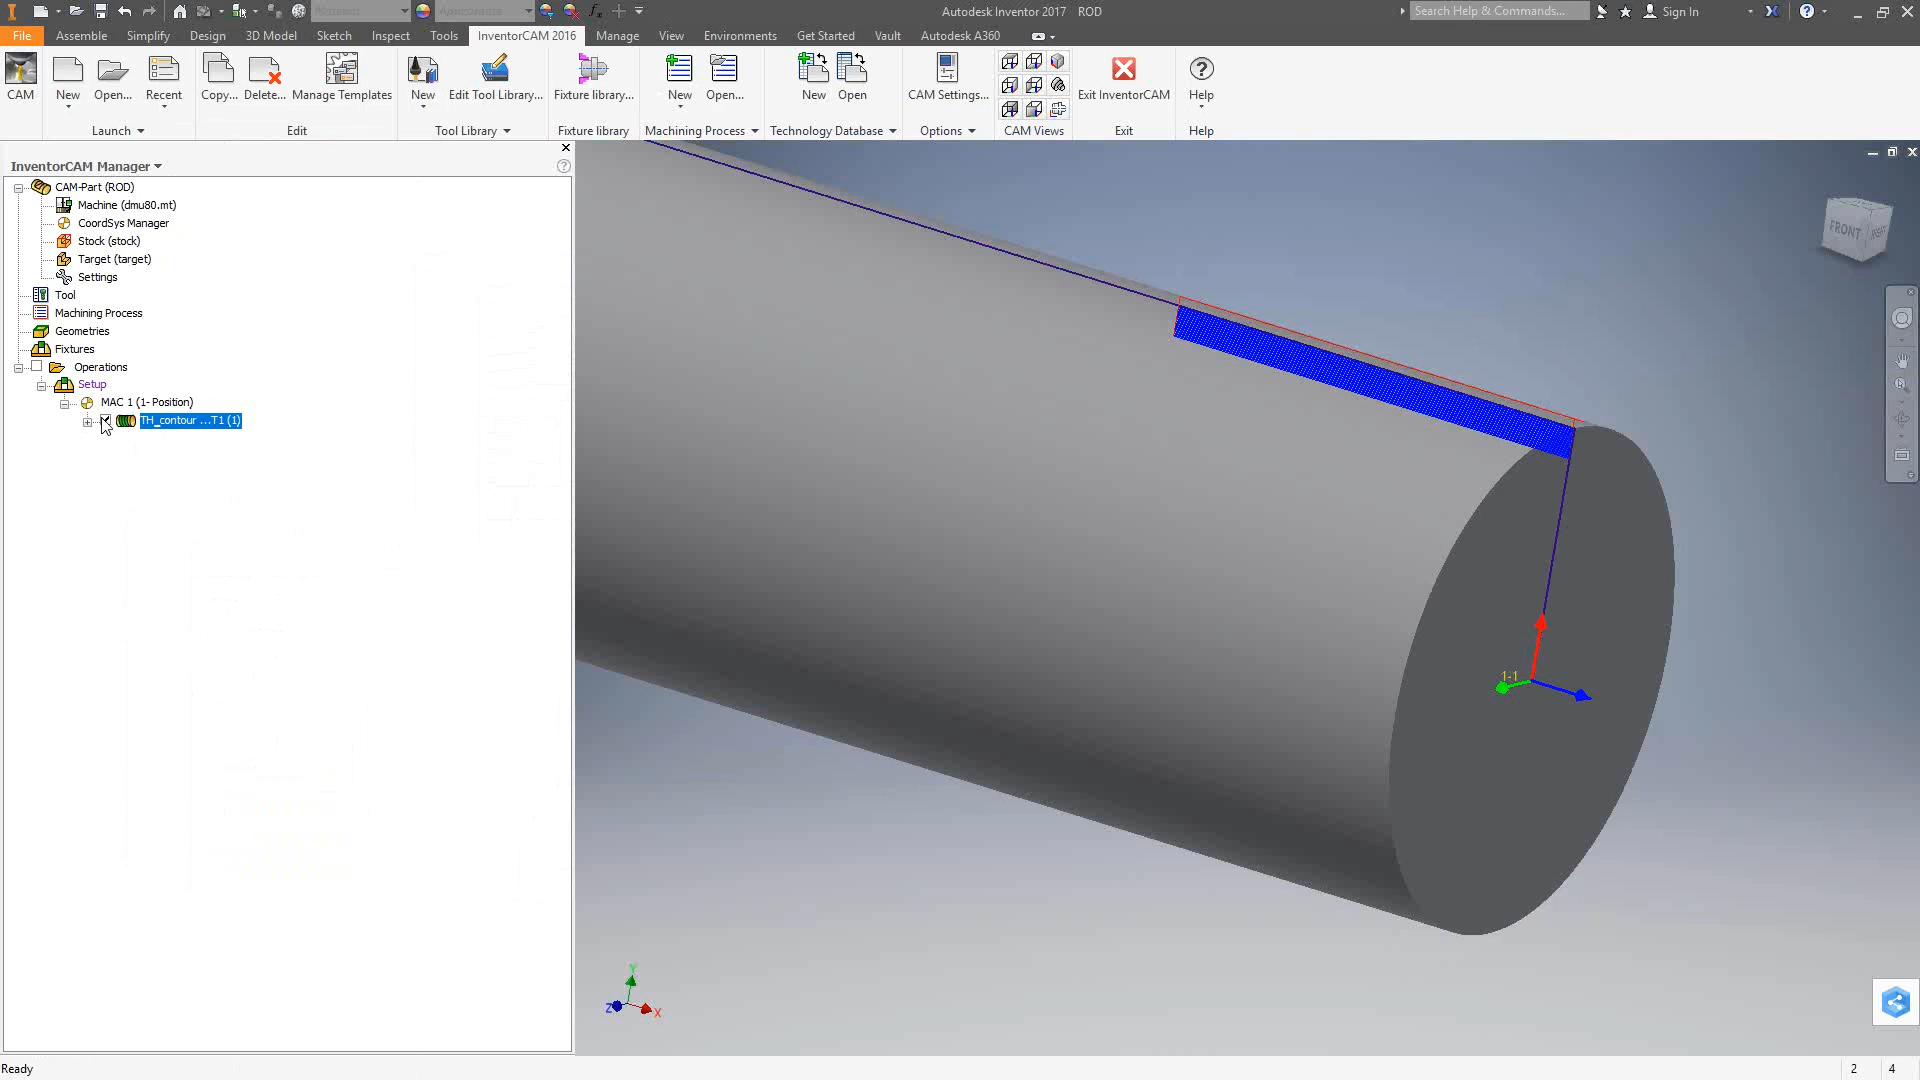 Autodesk Inventor 2017 ROD
Search Help & Commands...
Sign In
File
Assemble
Simplify
Design
3D Model
Sketch
Inspect
Tools
InventorCAM 2016
Manage
View
Environments
Get Started
Vault
Autodesk A360
CAM
New
Open...
Recent
Copy...
Delete...
Manage Templates
New
Edit Tool Library...
Fixture library...
New
Open...
New
Open
CAM Settings...
Exit InventorCAM
Help
Launch
Edit
Tool Library
Fixture library
Machining Process
Technology Database
Options
CAM Views
Exit
Help
InventorCAM Manager
CAM-Part (ROD)
Machine (dmu80.mt)
CoordSys Manager
Stock (stock)
Target (target)
Settings
Tool
Machining Process
Geometries
Fixtures
Operations
Setup
MAC 1 (1- Position)
TH_contour ...T1 (1)
FRONT
RIGHT
1-1
Y
Z
X
Ready
2
4